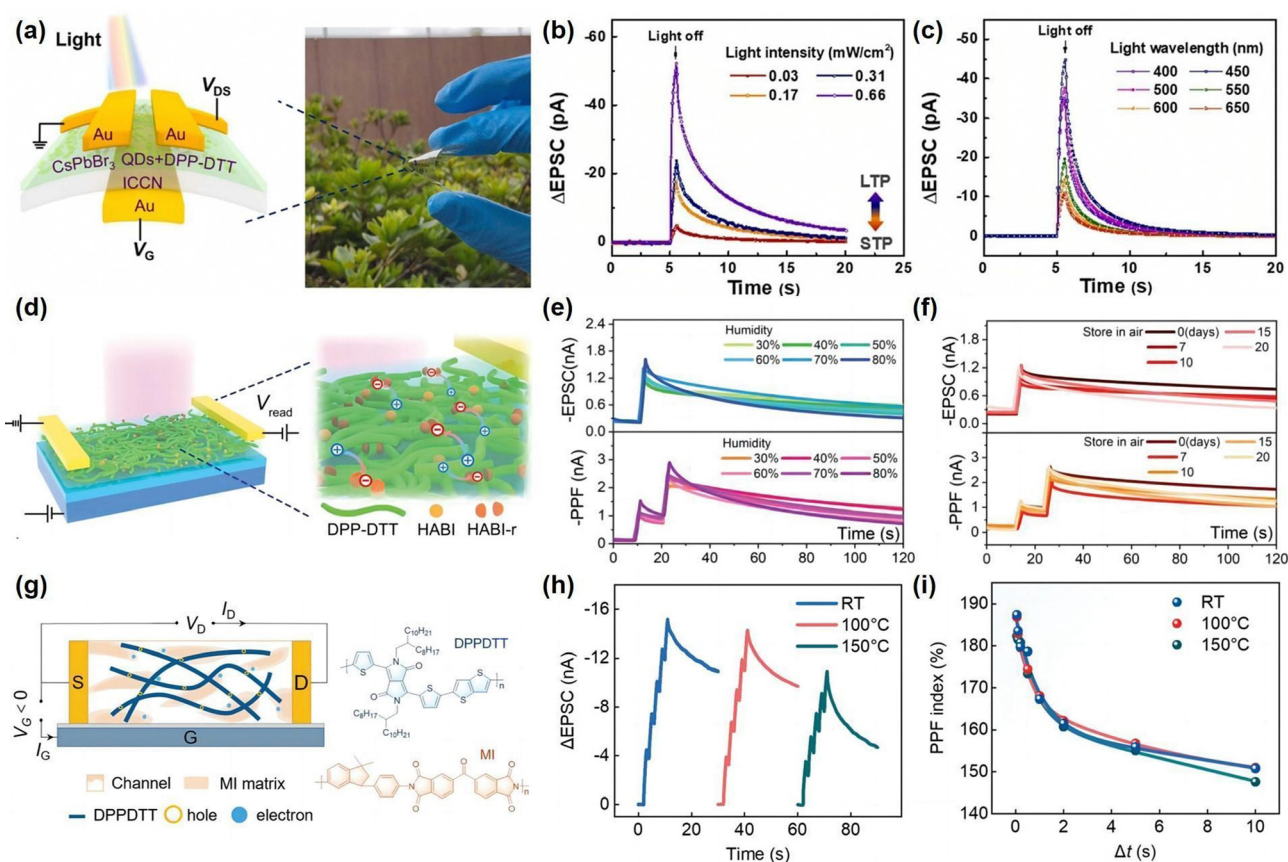 (a)
Light
V_DS
Au
Au
CsPbBr₃ QDs+DPP-DTT
ICCN
Au
V_G
(b)
ΔEPSC (pA)
-60
-40
-20
0
Light off
Light intensity (mW/cm²)
0.03 0.31
0.17 0.66
LTP
STP
0 5 10 15 20 25
Time (s)
(c)
ΔEPSC (pA)
-50
-40
-30
-20
-10
0
Light off
Light wavelength (nm)
400 450
500 550
600 650
0 5 10 15 20
Time (s)
(d)
V_read
DPP-DTT HABI HABI-r
(e)
-EPSC(nA)
2.4
1.8
1.2
0.6
0.0
Humidity
30% 40% 50%
60% 70% 80%
-PPF (nA)
3
2
1
0
Humidity
30% 40% 50%
60% 70% 80%
Time (s)
0 20 40 60 80 100 120
(f)
-EPSC(nA)
2.4
1.8
1.2
0.6
0.0
Store in air 0(days) 15
7 20
10
-PPF (nA)
3
2
1
0
Store in air 0(days) 15
7 20
10
Time (s)
0 20 40 60 80 100 120
(g)
V_D
I_D
V_G < 0
I_G
S
D
G
Channel MI matrix
DPPDTT hole electron
DPPDTT
C₁₀H₂₁
C₈H₁₇
C₈H₁₇
C₁₀H₂₁
MI
(h)
ΔEPSC (nA)
-16
-12
-8
-4
0
RT
100°C
150°C
0 20 40 60 80
Time (s)
(i)
PPF index (%)
190
180
170
160
150
140
RT
100°C
150°C
0 2 4 6 8 10
Δt (s)